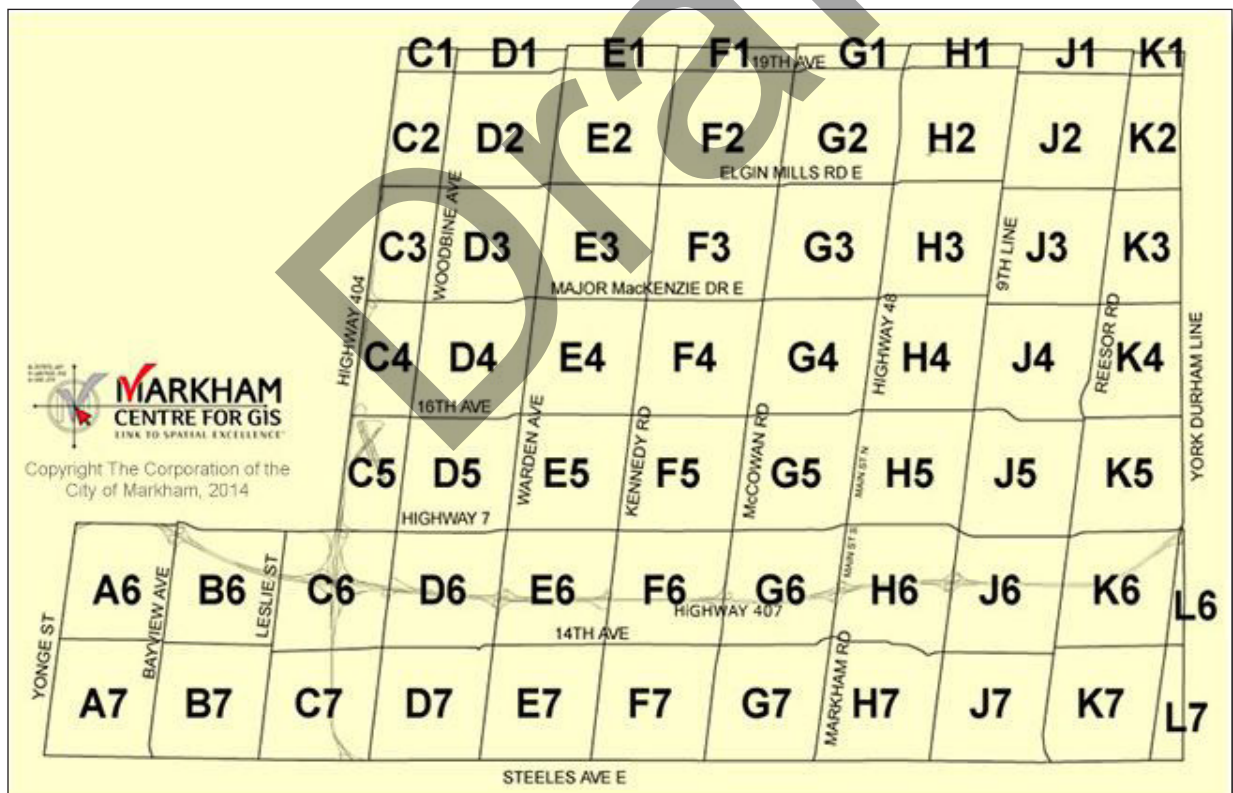 C1 D1 E1 F1 G1 H1 J1 K1
19TH AVE
C2 D2 E2 F2 G2 H2 J2 K2
ELGIN MILLS RD E
WOODBINE AVE
C3 D3 E3 F3 G3 H3 J3 K3
9TH LINE
MAJOR MacKENZIE DR E
HIGHWAY 404
HIGHWAY 48
REESOR RD
YORK DURHAM LINE
C4 D4 E4 F4 G4 H4 J4 K4
MARKHAM
CENTRE FOR GIS
LINK TO SPATIAL EXCELLENCE
Copyright The Corporation of the
City of Markham, 2014
16TH AVE
WARDEN AVE
KENNEDY RD
McCOWAN RD
MAIN ST N
C5 D5 E5 F5 G5 H5 J5 K5
HIGHWAY 7
MAIN ST S
A6 B6 C6 D6 E6 F6 G6 H6 J6 K6 L6
YONGE ST
BAYVIEW AVE
LESLIE ST
HIGHWAY 407
14TH AVE
MARKHAM RD
A7 B7 C7 D7 E7 F7 G7 H7 J7 K7 L7
STEELES AVE E
Draf